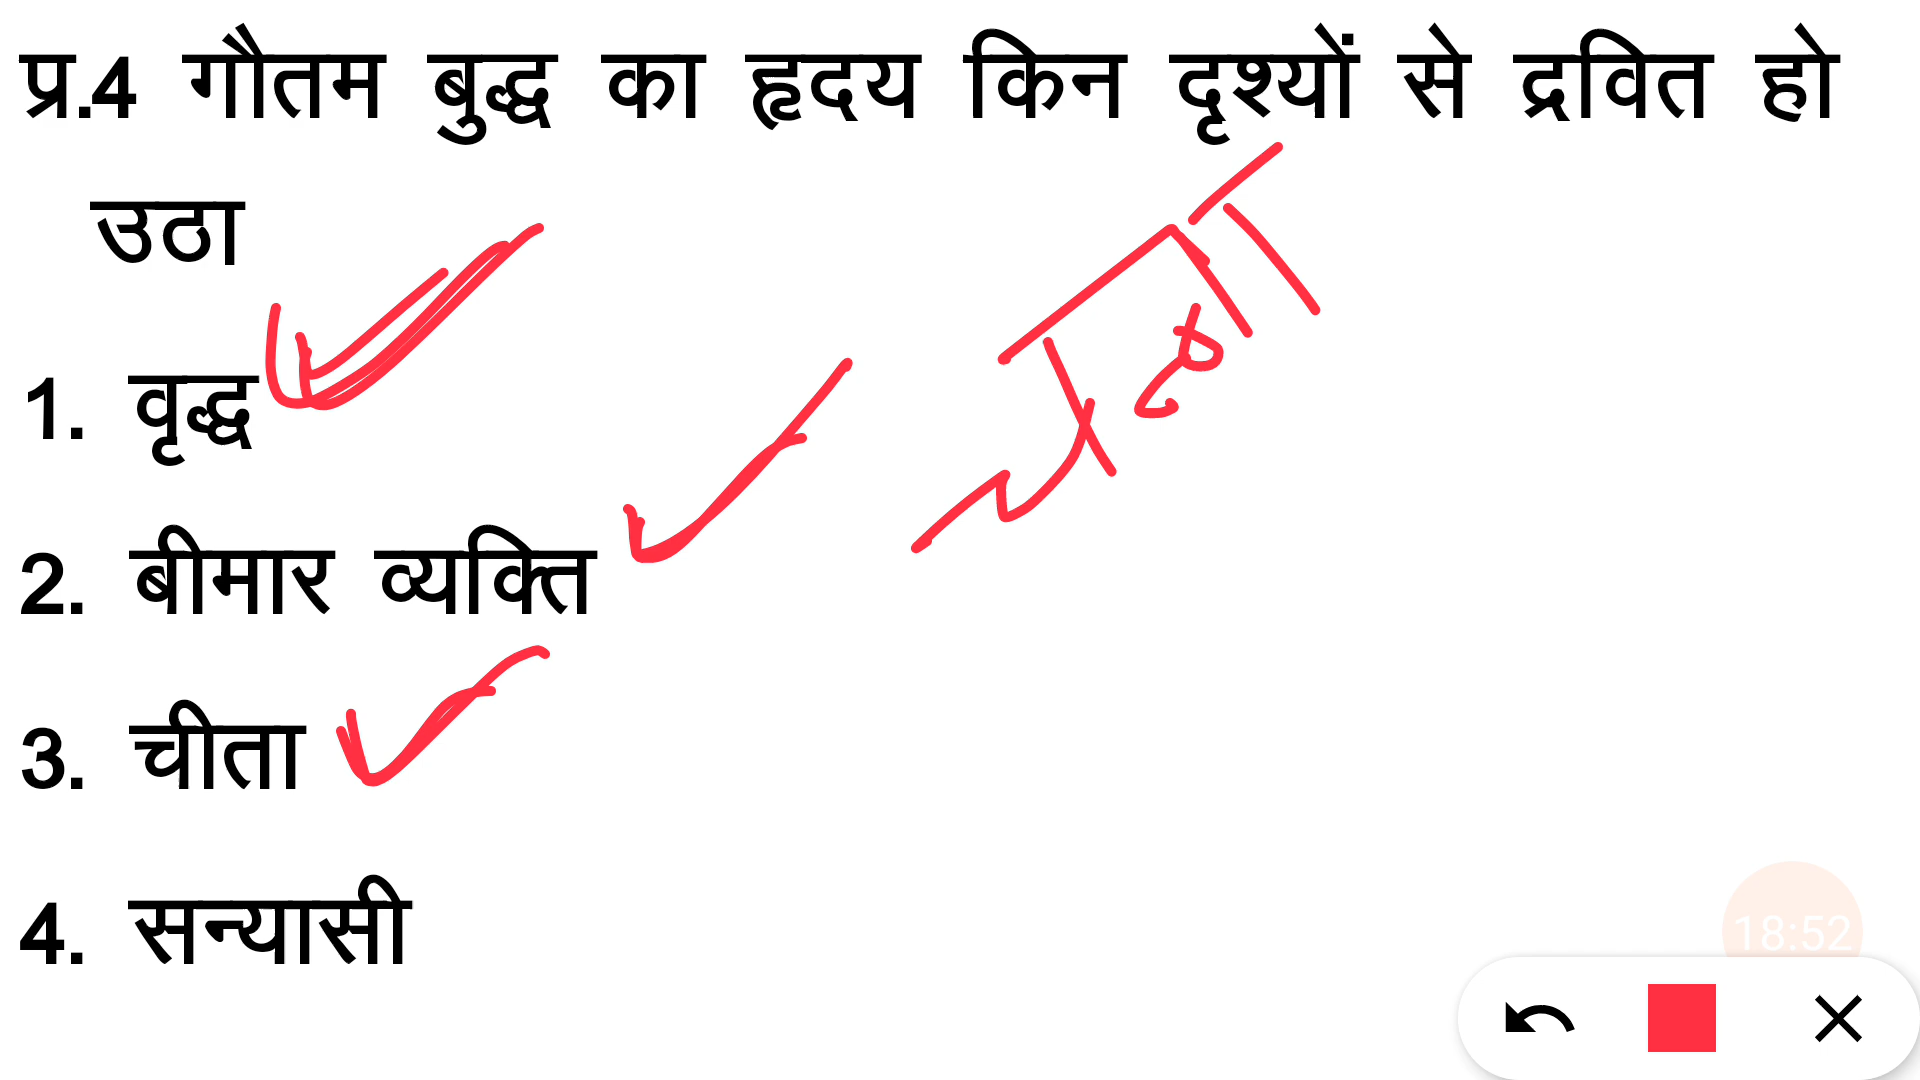 प्र.4 गौतम बुद्ध का हृदय किन दृश्यों से द्रवित हो
उठा
1. वृद्ध
2. बीमार व्यक्ति
3. चीता
4. सन्यासी
18:52